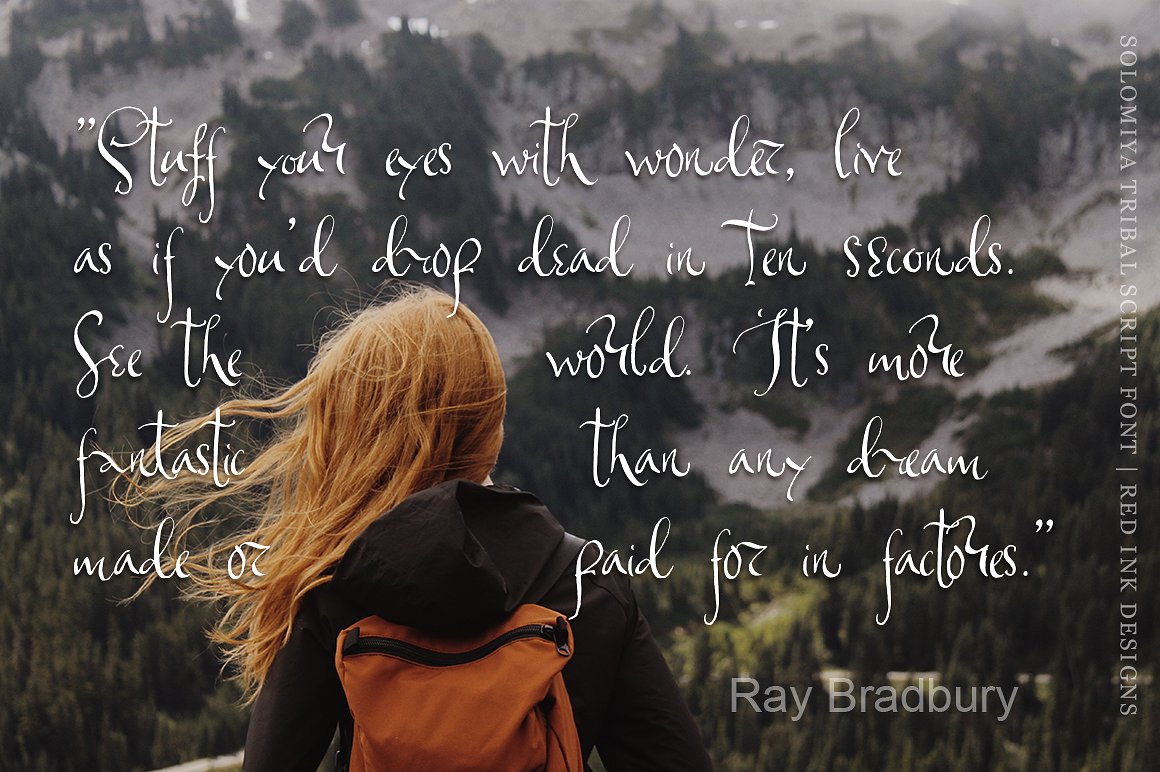 "Stuff your eyes with wonder, live
as if you'd drop dead in Ten seconds.
See the world. It's more
fantastic than any dream
made or paid for in factores."
Ray Bradbury
SOLOMIYA TRIBAL SCRIPT FONT | RED INK DESIGNS